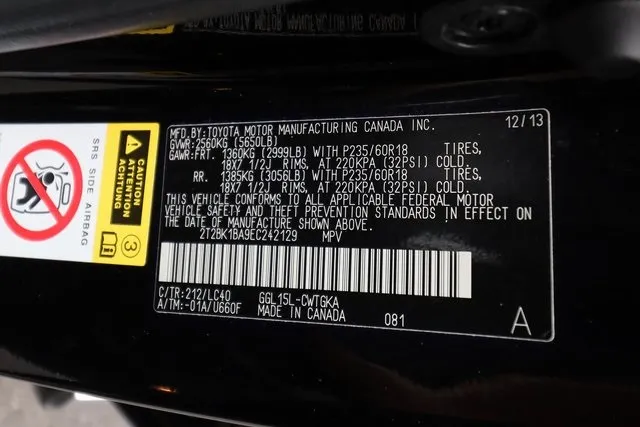 SRS SIDE AIRBAG
ATTENTION
ACHTUNG
3
MFD.BY:TOYOTA MOTOR MANUFACTURING CANADA INC. 12/13
GVWR:2560KG (5650LB)
GAWR:FRT. 1360KG (2999LB) WITH P235/60R18 TIRES,
18X7 1/2J RIMS, AT 220KPA (32PSI) COLD.
RR. 1385KG (3056LB) WITH P235/60R18 TIRES,
18X7 1/2J RIMS, AT 220KPA (32PSI) COLD.
THIS VEHICLE CONFORMS TO ALL APPLICABLE FEDERAL MOTOR
VEHICLE SAFETY AND THEFT PREVENTION STANDARDS IN EFFECT ON
THE DATE OF MANUFACTURE SHOWN ABOVE.
2T2BK1BA9EC242129 MPV
C/TR:212/LC40 GGL15L-CWTGKA
A/TM:-01A/U660F MADE IN CANADA 081 A